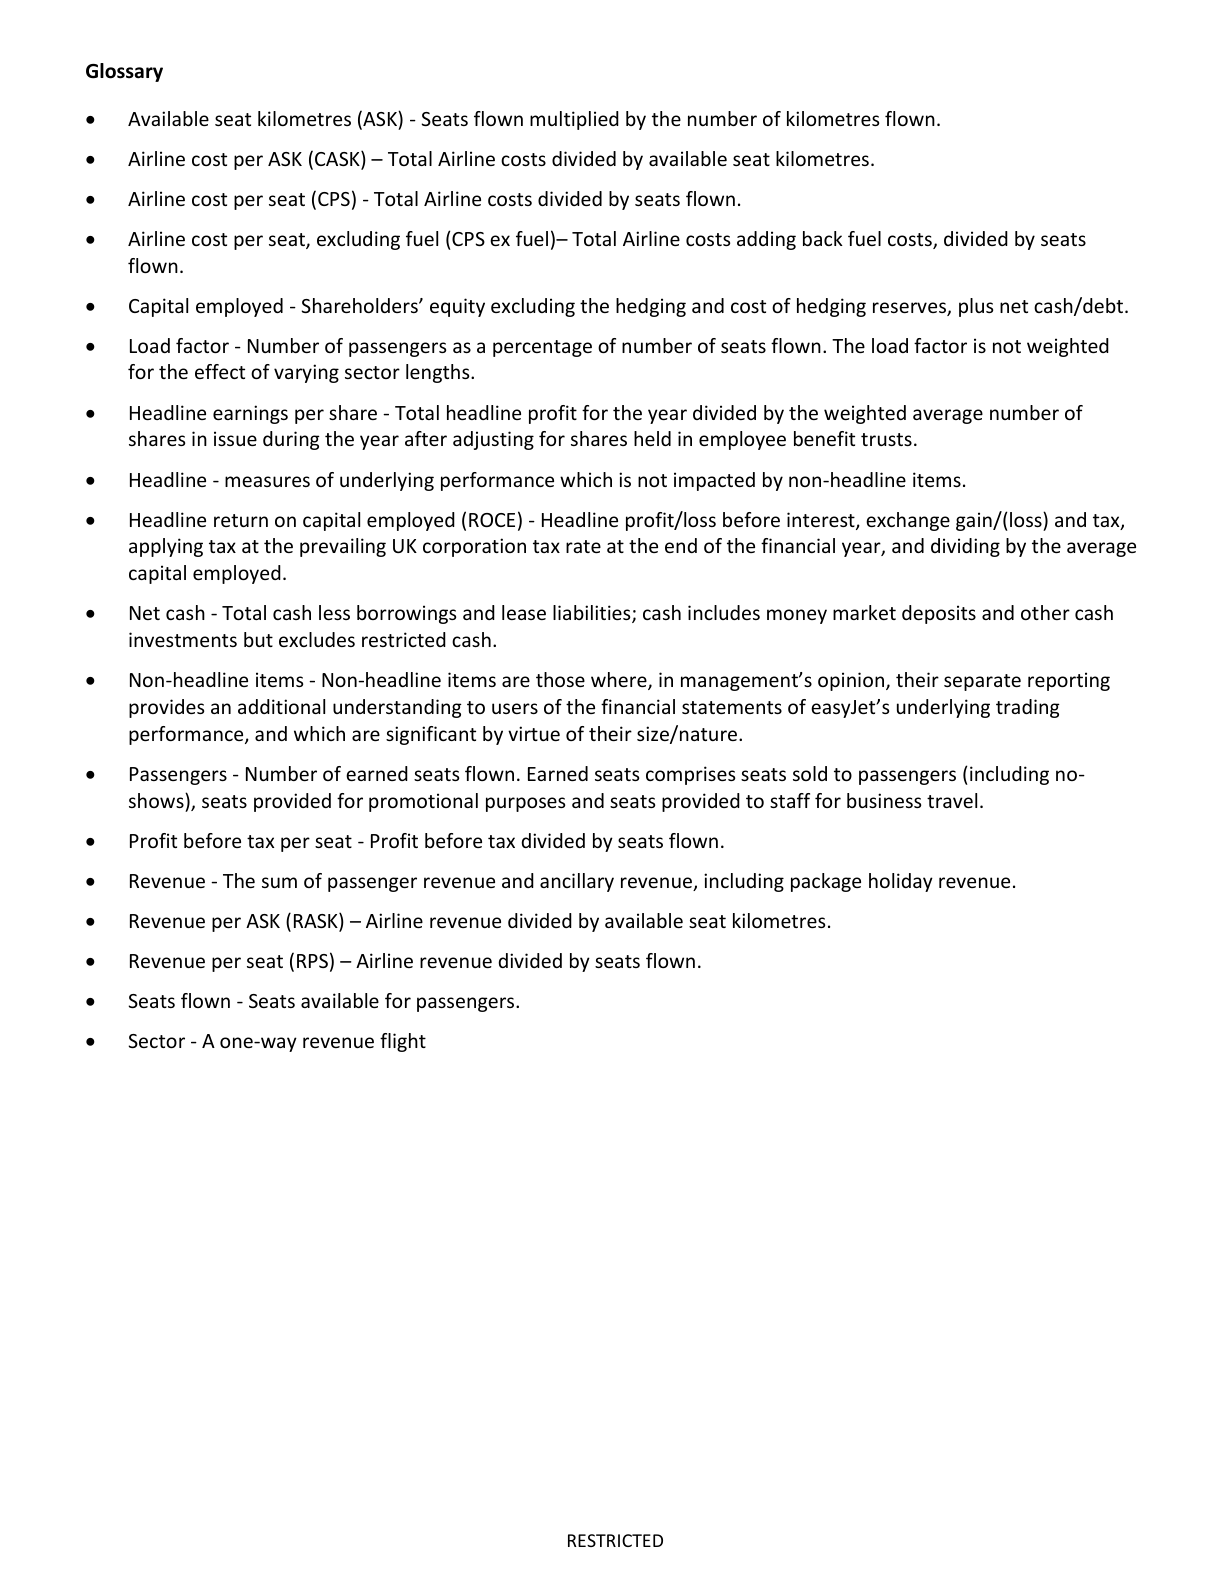 Glossary
• Available seat kilometres (ASK) - Seats flown multiplied by the number of kilometres flown.
• Airline cost per ASK (CASK) – Total Airline costs divided by available seat kilometres.
• Airline cost per seat (CPS) - Total Airline costs divided by seats flown.
• Airline cost per seat, excluding fuel (CPS ex fuel)– Total Airline costs adding back fuel costs, divided by seats
flown.
• Capital employed - Shareholders’ equity excluding the hedging and cost of hedging reserves, plus net cash/debt.
• Load factor - Number of passengers as a percentage of number of seats flown. The load factor is not weighted
for the effect of varying sector lengths.
• Headline earnings per share - Total headline profit for the year divided by the weighted average number of
shares in issue during the year after adjusting for shares held in employee benefit trusts.
• Headline - measures of underlying performance which is not impacted by non-headline items.
• Headline return on capital employed (ROCE) - Headline profit/loss before interest, exchange gain/(loss) and tax,
applying tax at the prevailing UK corporation tax rate at the end of the financial year, and dividing by the average
capital employed.
• Net cash - Total cash less borrowings and lease liabilities; cash includes money market deposits and other cash
investments but excludes restricted cash.
• Non-headline items - Non-headline items are those where, in management’s opinion, their separate reporting
provides an additional understanding to users of the financial statements of easyJet’s underlying trading
performance, and which are significant by virtue of their size/nature.
• Passengers - Number of earned seats flown. Earned seats comprises seats sold to passengers (including no-
shows), seats provided for promotional purposes and seats provided to staff for business travel.
• Profit before tax per seat - Profit before tax divided by seats flown.
• Revenue - The sum of passenger revenue and ancillary revenue, including package holiday revenue.
• Revenue per ASK (RASK) – Airline revenue divided by available seat kilometres.
• Revenue per seat (RPS) – Airline revenue divided by seats flown.
• Seats flown - Seats available for passengers.
• Sector - A one-way revenue flight
RESTRICTED